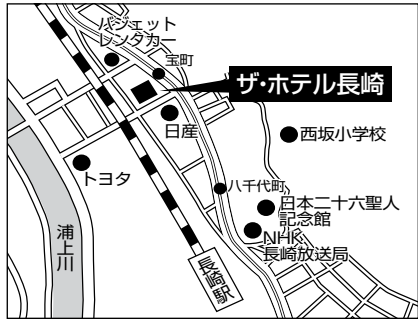 バジェット
レンタカー
宝町
ザ・ホテル長崎
日産
西坂小学校
トヨタ
八千代町
日本二十六聖人
記念館
NHK
長崎放送局
浦上川
長崎駅